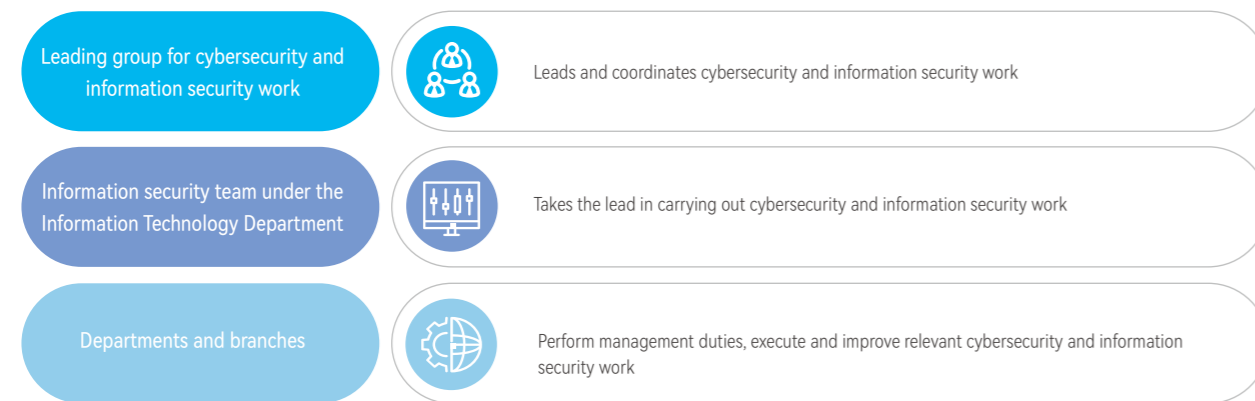 Leading group for cybersecurity and
information security work
Leads and coordinates cybersecurity and information security work
Information security team under the
Information Technology Department
Takes the lead in carrying out cybersecurity and information security work
Departments and branches
Perform management duties, execute and improve relevant cybersecurity and information
security work